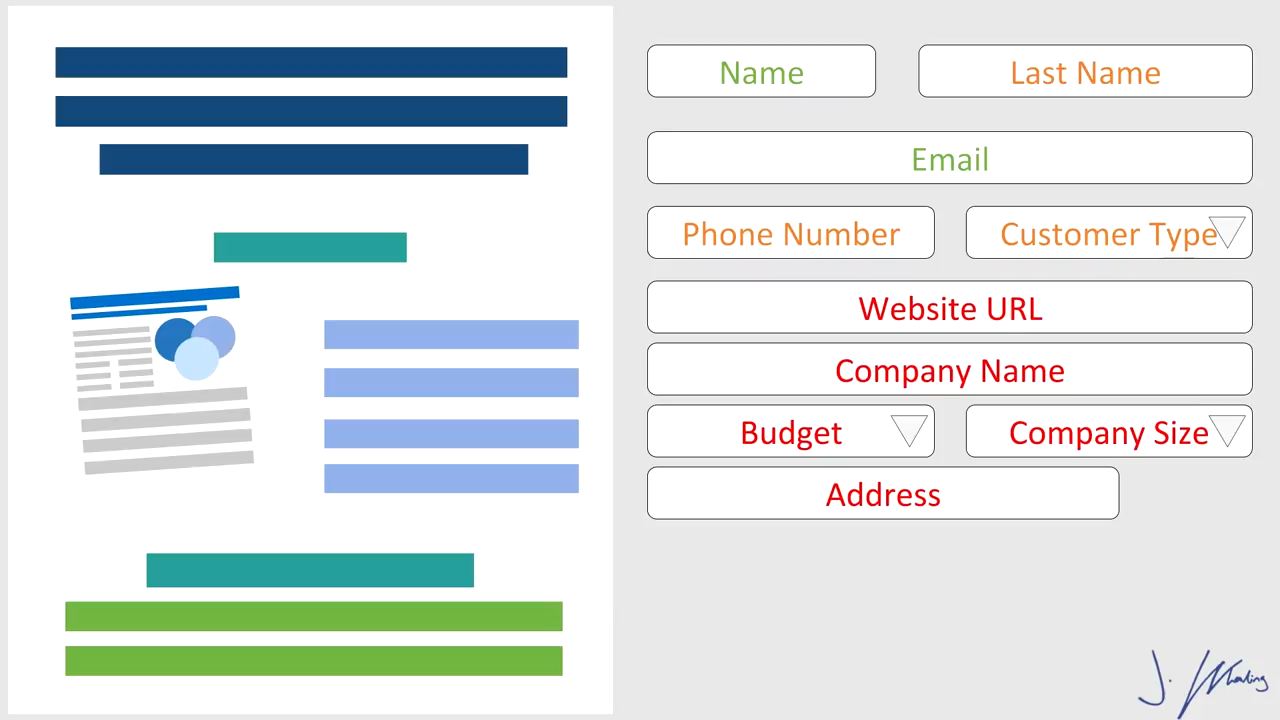 Name
Last Name
Email
Phone Number
Customer Type
Website URL
Company Name
Budget
Company Size
Address